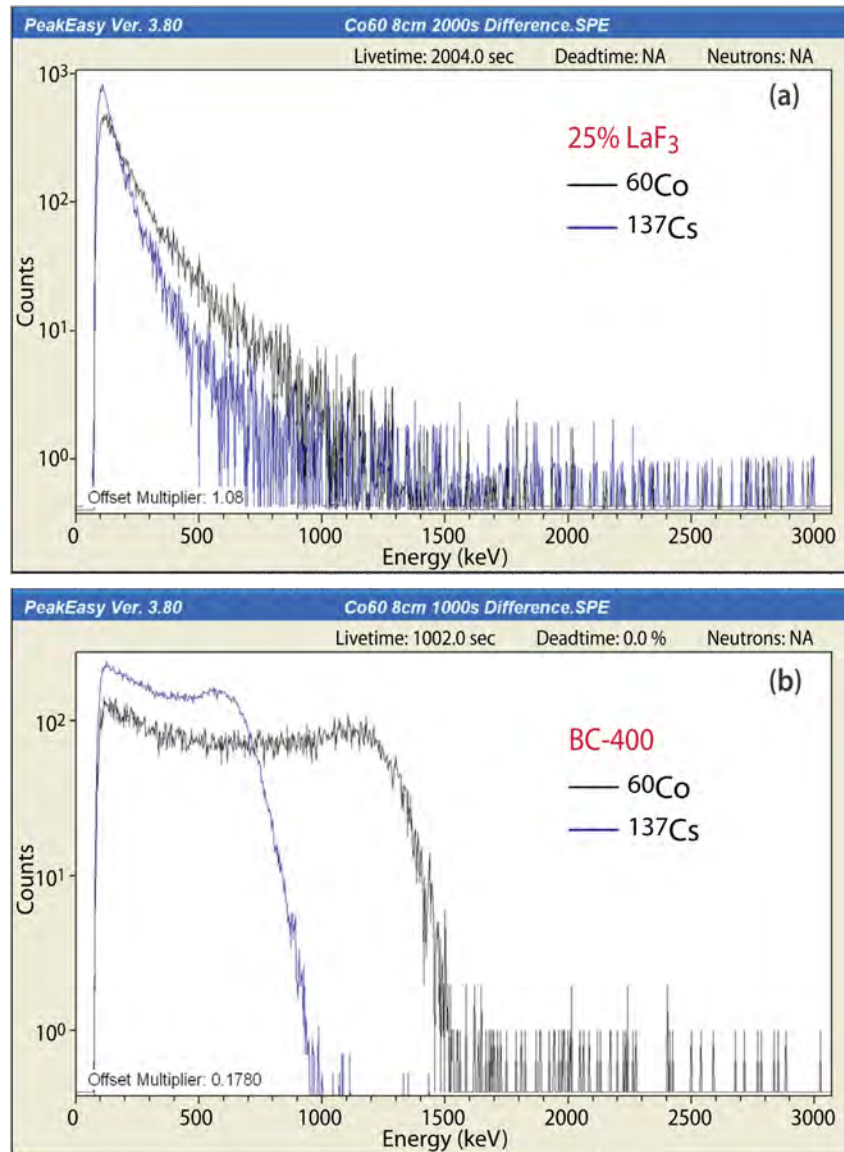 PeakEasy Ver. 3.80 Co60 8cm 2000s Difference.SPE
Livetime: 2004.0 sec Deadtime: NA Neutrons: NA
(a)
25% LaF3
60Co
137Cs
10³
10²
10¹
10⁰
Counts
Offset Multiplier: 1.08
0 500 1000 1500 2000 2500 3000
Energy (keV)
PeakEasy Ver. 3.80 Co60 8cm 1000s Difference.SPE
Livetime: 1002.0 sec Deadtime: 0.0 % Neutrons: NA
(b)
BC-400
60Co
137Cs
10²
10¹
10⁰
Counts
Offset Multiplier: 0.1780
0 500 1000 1500 2000 2500 3000
Energy (keV)